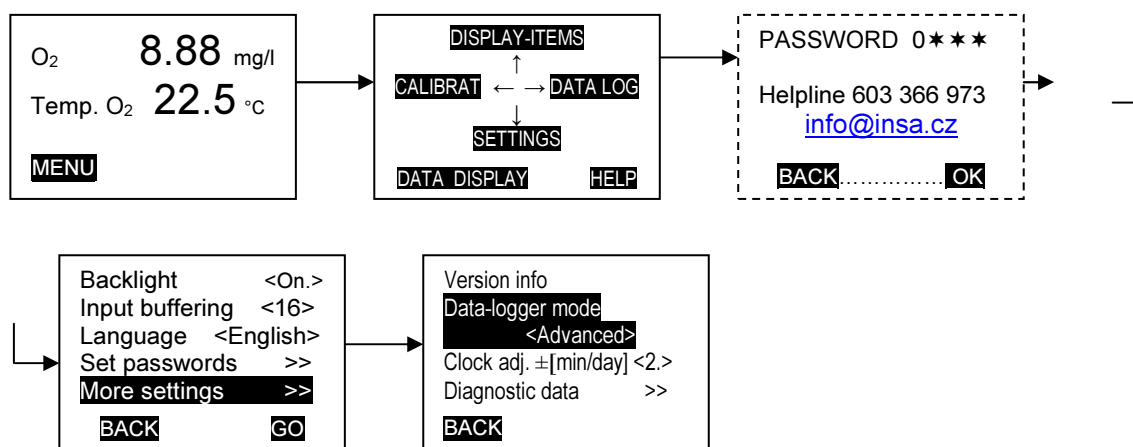 O₂ 8.88 mg/l
Temp. O₂ 22.5 °C
MENU
DISPLAY-ITEMS
↑
CALIBRAT ← → DATA LOG
↓
SETTINGS
DATA DISPLAY HELP
PASSWORD 0✶✶✶
Helpline 603 366 973
info@insa.cz
BACK…………… OK
Backlight <On.>
Input buffering <16>
Language <English>
Set passwords >>
More settings >>
BACK GO
Version info
Data-logger mode
<Advanced>
Clock adj. ±[min/day] <2.>
Diagnostic data >>
BACK